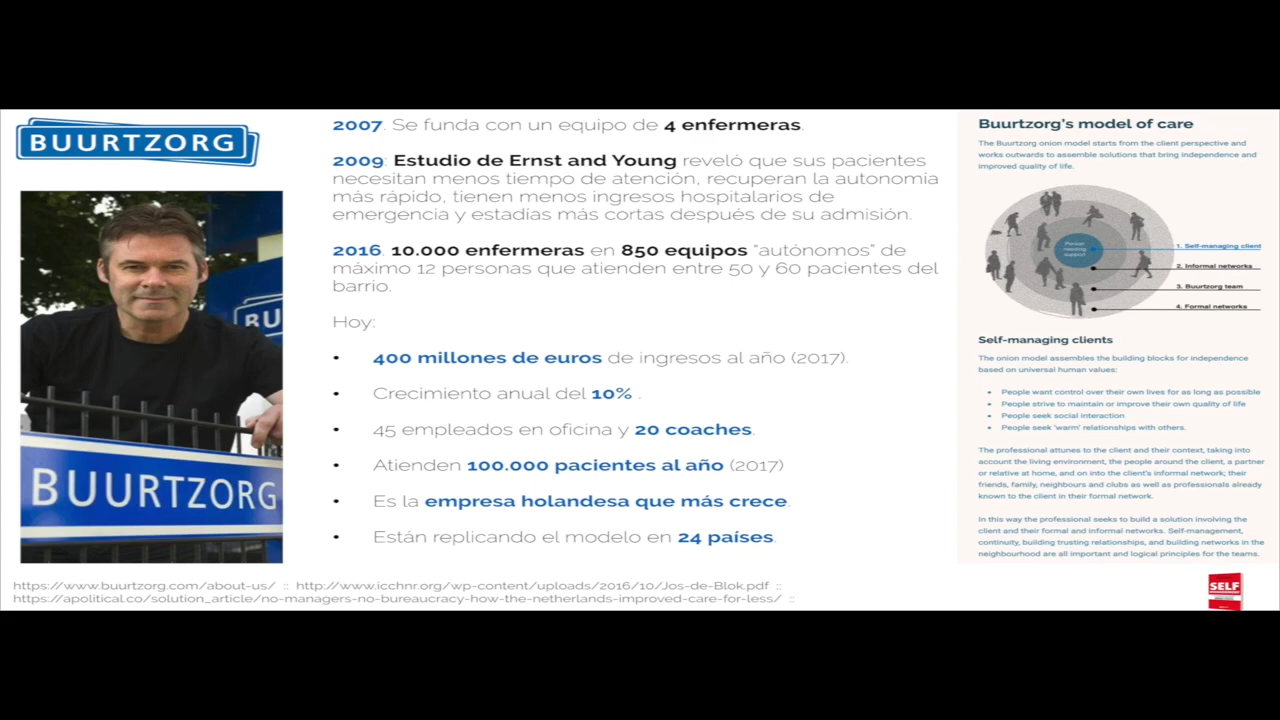 BUURTZORG
BU
BUURTZORG
2007. Se funda con un equipo de 4 enfermeras.
2009: Estudio de Ernst and Young reveló que sus pacientes
necesitan menos tiempo de atención, recuperan la autonomía
más rápido, tienen menos ingresos hospitalarios de
emergencia y estadías más cortas después de su admisión.
2016. 10.000 enfermeras en 850 equipos "autónomos" de
máximo 12 personas que atienden entre 50 y 60 pacientes del
barrio.
Hoy:
• 400 millones de euros de ingresos al año (2017).
• Crecimiento anual del 10% .
• 45 empleados en oficina y 20 coaches.
• Atienden 100.000 pacientes al año (2017)
• Es la empresa holandesa que más crece.
• Están replicando el modelo en 24 países.
Buurtzorg's model of care
The Buurtzorg onion model starts from the client perspective and
works outwards to assemble solutions that bring independence and
improved quality of life.
Person
needing
support
1. Self-managing client
2. Informal networks
3. Buurtzorg team
4. Formal networks
Self-managing clients
The onion model assembles the building blocks for independence
based on universal human values:
• People want control over their own lives for as long as possible
• People strive to maintain or improve their own quality of life
• People seek social interaction
• People seek 'warm' relationships with others.
The professional attunes to the client and their context, taking into
account the living environment, the people around the client, a partner
or relative at home, and on into the client's informal network; their
friends, family, neighbours and clubs as well as professionals already
known to the client in their formal network.
In this way the professional seeks to build a solution involving the
client and their formal and informal networks. Self-management,
continuity, building trusting relationships, and building networks in the
neighbourhood are all important and logical principles for the teams.
https://www.buurtzorg.com/about-us/ :: http://www.icchnr.org/wp-content/uploads/2016/10/Jos-de-Blok.pdf ::
https://apolitical.co/solution_article/no-managers-no-bureaucracy-how-the-netherlands-improved-care-for-less/ ::
SELF